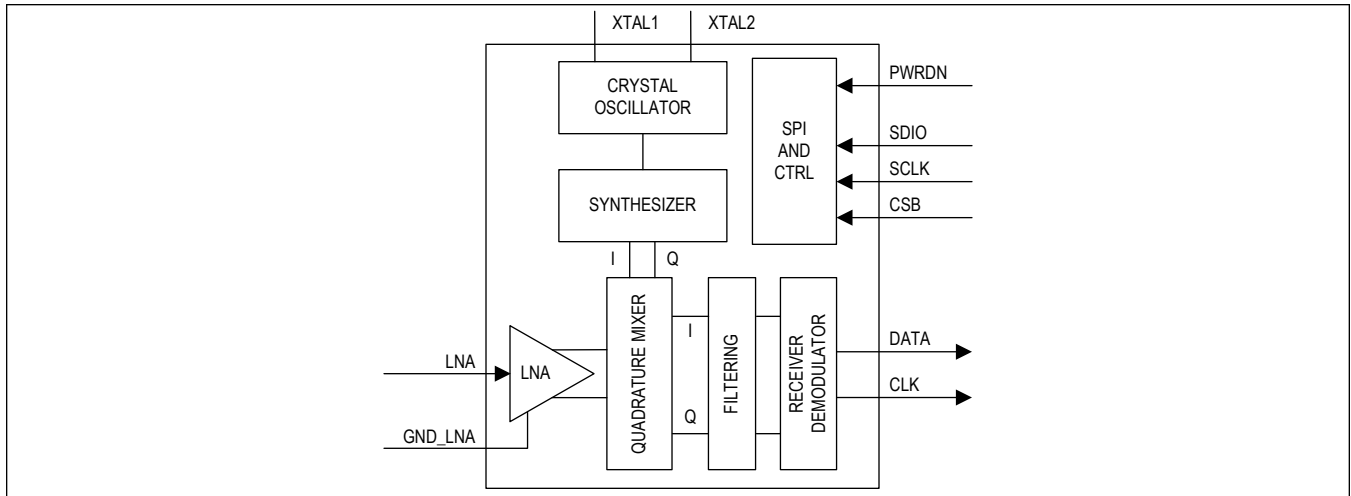 XTAL1
XTAL2
CRYSTAL
OSCILLATOR
PWRDN
SPI
AND
CTRL
SDIO
SCLK
CSB
SYNTHESIZER
I
Q
LNA
LNA
GND_LNA
QUADRATURE MIXER
I
Q
FILTERING
RECEIVER
DEMODULATOR
DATA
CLK